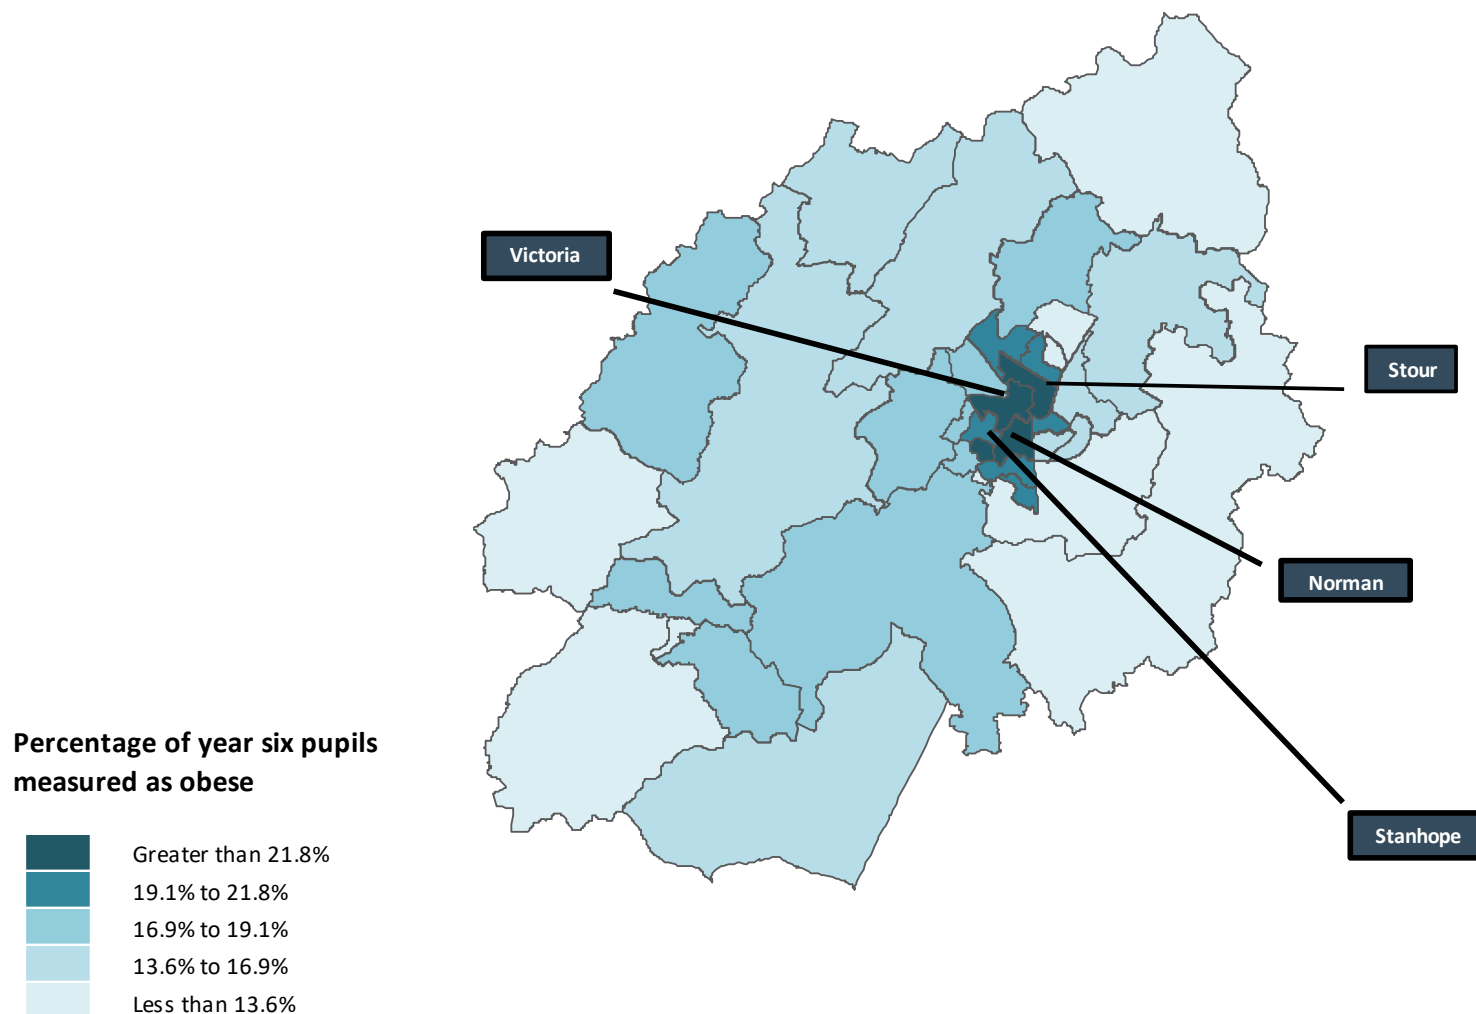 Victoria
Stour
Norman
Stanhope
Percentage of year six pupils
measured as obese
Greater than 21.8%
19.1% to 21.8%
16.9% to 19.1%
13.6% to 16.9%
Less than 13.6%